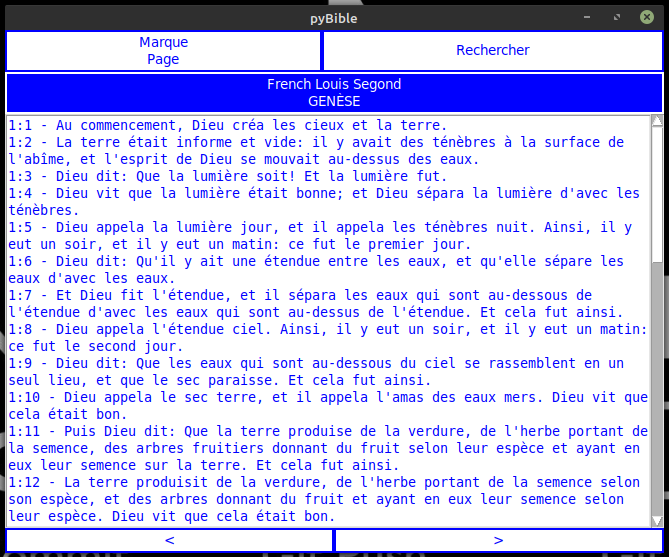 pyBible
Marque
Page
Rechercher
French Louis Segond
GENÈSE
1:1 - Au commencement, Dieu créa les cieux et la terre.
1:2 - La terre était informe et vide: il y avait des ténèbres à la surface de
l'abîme, et l'esprit de Dieu se mouvait au-dessus des eaux.
1:3 - Dieu dit: Que la lumière soit! Et la lumière fut.
1:4 - Dieu vit que la lumière était bonne; et Dieu sépara la lumière d'avec les
ténèbres.
1:5 - Dieu appela la lumière jour, et il appela les ténèbres nuit. Ainsi, il y
eut un soir, et il y eut un matin: ce fut le premier jour.
1:6 - Dieu dit: Qu'il y ait une étendue entre les eaux, et qu'elle sépare les
eaux d'avec les eaux.
1:7 - Et Dieu fit l'étendue, et il sépara les eaux qui sont au-dessous de
l'étendue d'avec les eaux qui sont au-dessus de l'étendue. Et cela fut ainsi.
1:8 - Dieu appela l'étendue ciel. Ainsi, il y eut un soir, et il y eut un matin:
ce fut le second jour.
1:9 - Dieu dit: Que les eaux qui sont au-dessous du ciel se rassemblent en un
seul lieu, et que le sec paraisse. Et cela fut ainsi.
1:10 - Dieu appela le sec terre, et il appela l'amas des eaux mers. Dieu vit que
cela était bon.
1:11 - Puis Dieu dit: Que la terre produise de la verdure, de l'herbe portant de
la semence, des arbres fruitiers donnant du fruit selon leur espèce et ayant en
eux leur semence sur la terre. Et cela fut ainsi.
1:12 - La terre produisit de la verdure, de l'herbe portant de la semence selon
son espèce, et des arbres donnant du fruit et ayant en eux leur semence selon
leur espèce. Dieu vit que cela était bon.
<
>